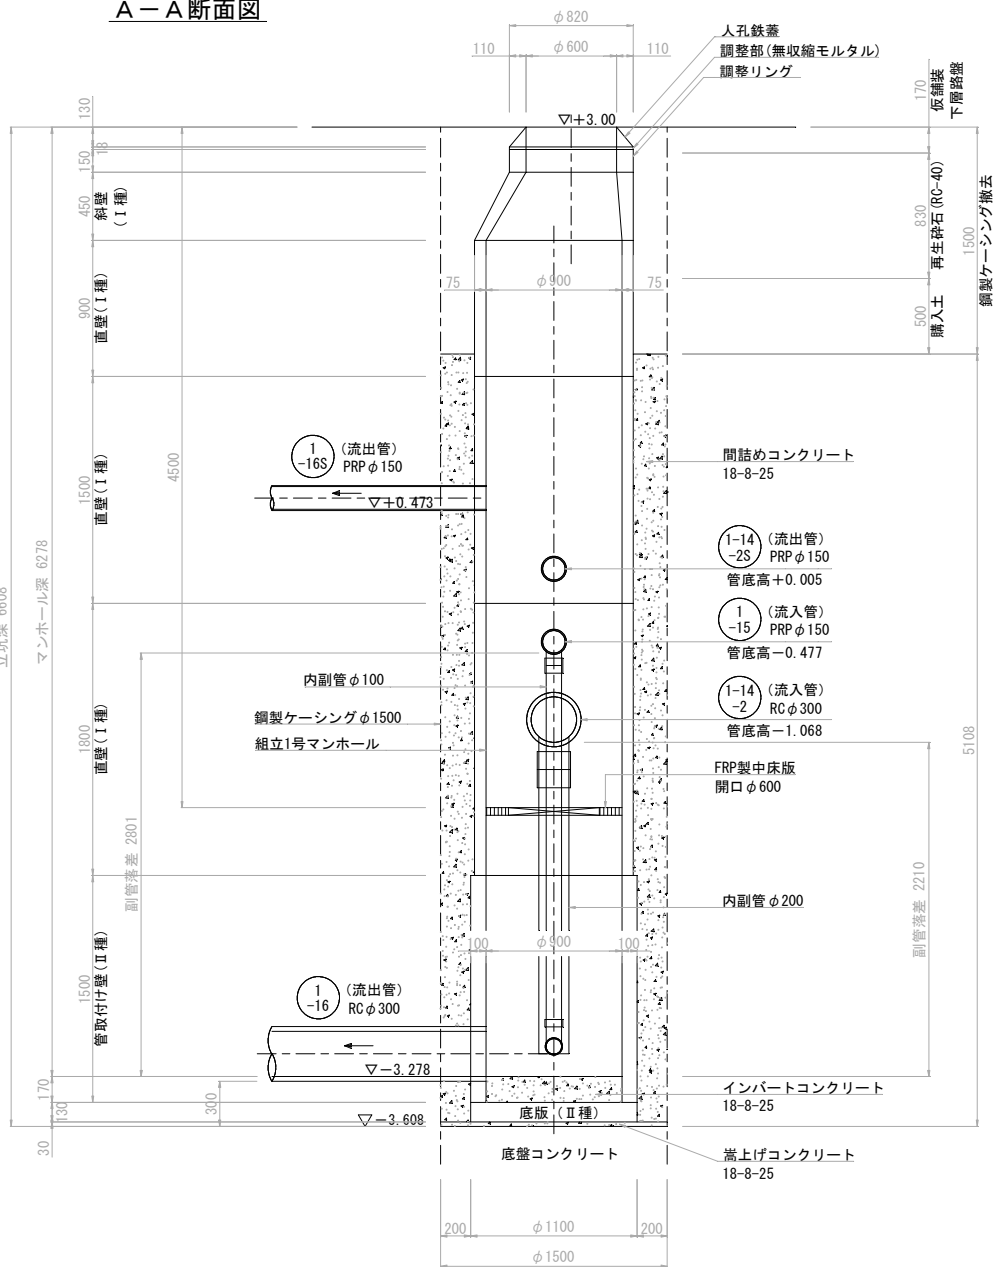 A－A断面図
φ820
110
φ600
110
人孔鉄蓋
調整部(無収縮モルタル)
調整リング
170
仮舗装
下層路盤
▽+3.00
130
18
150
450
斜壁
(Ⅰ種)
830
再生砕石(RC-40)
1500
鋼製ケーシング撤去
500
購入土
75
φ900
75
900
直壁(Ⅰ種)
1
-16S
(流出管)
PRPφ150
▽+0.473
4500
1500
直壁(Ⅰ種)
間詰めコンクリート
18-8-25
1-14
-2S
(流出管)
PRPφ150
管底高+0.005
1
-15
(流入管)
PRPφ150
管底高-0.477
1-14
-2
(流入管)
RCφ300
管底高-1.068
立坑深 6608
マンホール深 6278
内副管φ100
鋼製ケーシングφ1500
組立1号マンホール
1800
直壁(Ⅰ種)
5108
FRP製中床版
開口φ600
副管落差 2801
副管落差 2210
内副管φ200
100
φ900
100
1500
管取付け壁(Ⅱ種)
1
-16
(流出管)
RCφ300
▽-3.278
170
130
30
300
▽-3.608
インバートコンクリート
18-8-25
底版 (Ⅱ種)
底盤コンクリート
嵩上げコンクリート
18-8-25
200
φ1100
200
φ1500